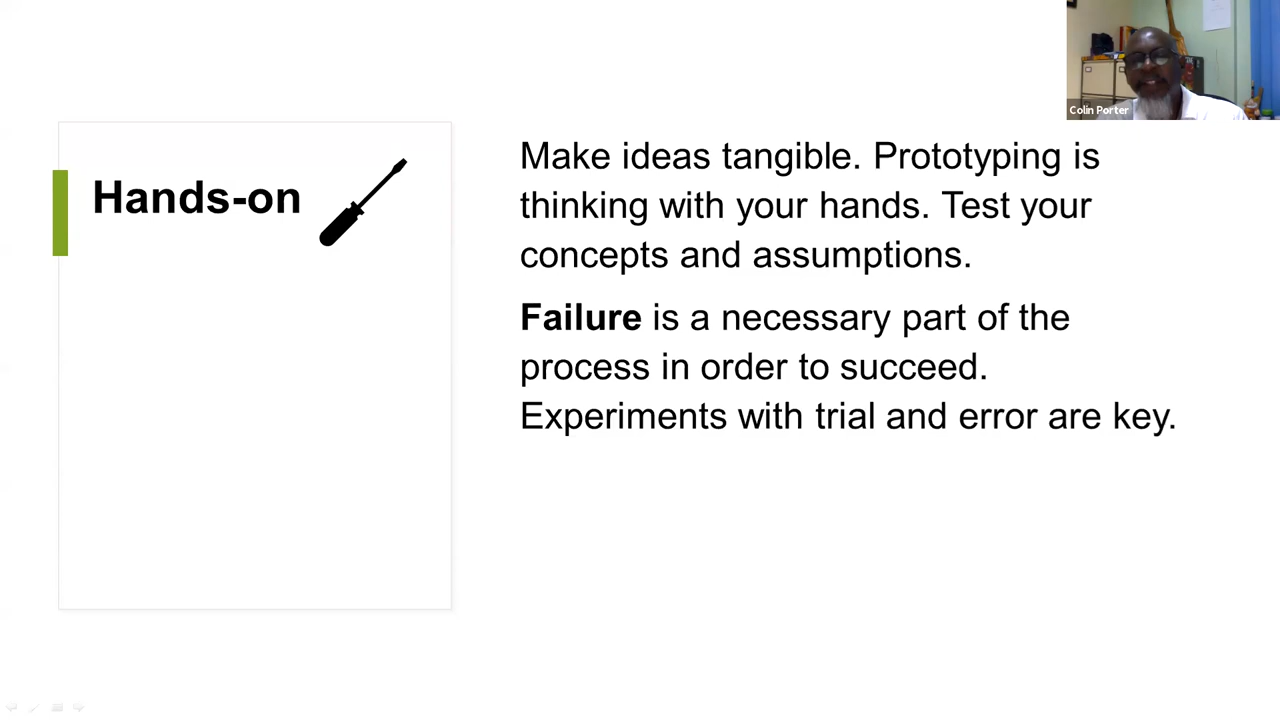 Colin Porter
Hands-on
Make ideas tangible. Prototyping is
thinking with your hands. Test your
concepts and assumptions.
Failure is a necessary part of the
process in order to succeed.
Experiments with trial and error are key.